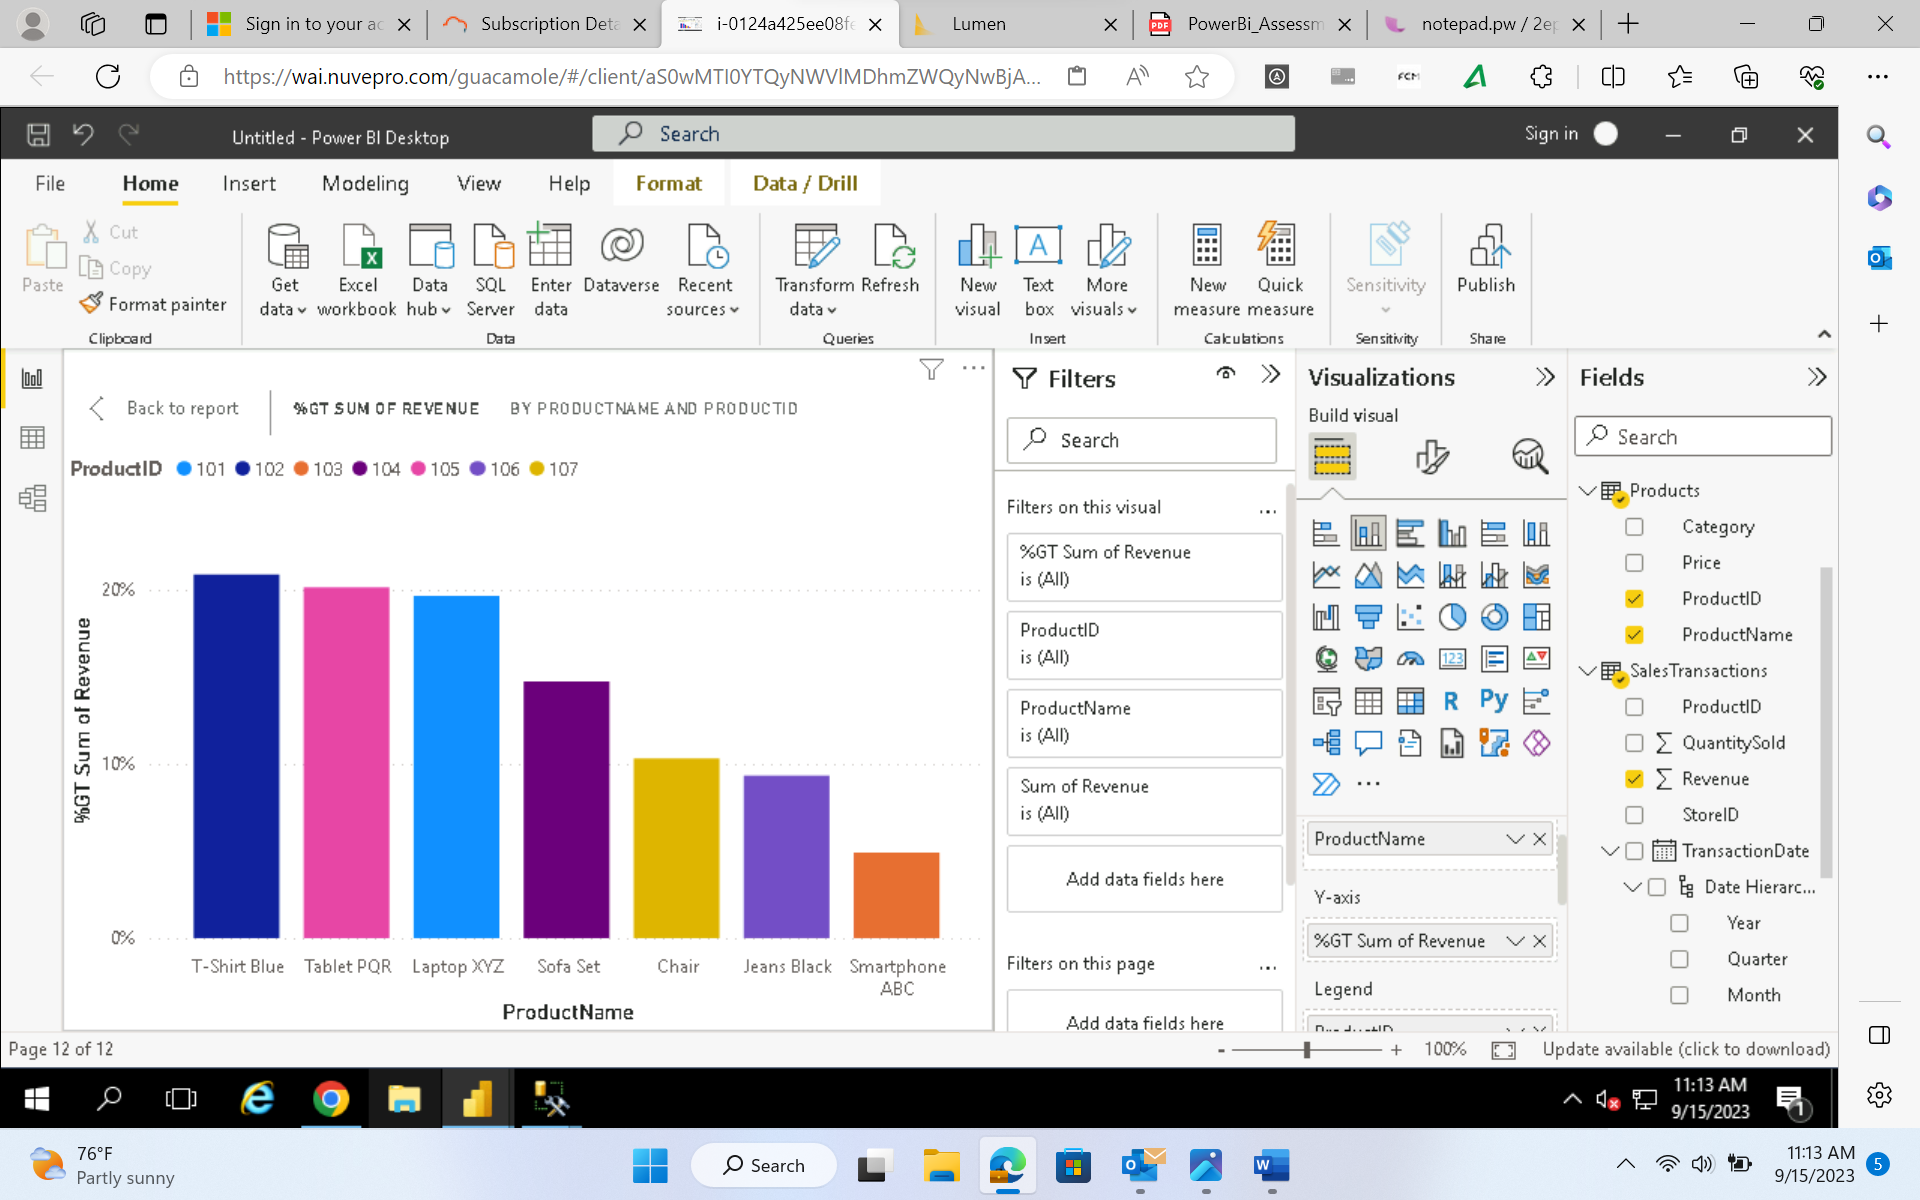 Sign in to your ac
Subscription Deta
i-0124a425ee08fe
Lumen
PowerBi_Assessm
notepad.pw / 2ep
https://wai.nuvepro.com/guacamole/#/client/aS0wMTI0YTQyNWVlMDhmZWQyNwBjA...
FCM
Untitled - Power BI Desktop
Search
Sign in
File
Home
Insert
Modeling
View
Help
Format
Data / Drill
Paste
Cut
Copy
Format painter
Clipboard
Get data
Excel workbook
Data hub
SQL Server
Enter data
Dataverse
Recent sources
Data
Transform data
Refresh
Queries
New visual
Text box
More visuals
Insert
New measure
Quick measure
Calculations
Sensitivity
Sensitivity
Publish
Share
Back to report
%GT SUM OF REVENUE
BY PRODUCTNAME AND PRODUCTID
ProductID 101 102 103 104 105 106 107
%GT Sum of Revenue
20%
10%
0%
T-Shirt Blue
Tablet PQR
Laptop XYZ
Sofa Set
Chair
Jeans Black
Smartphone ABC
ProductName
Filters
Search
Filters on this visual
...
%GT Sum of Revenue
is (All)
ProductID
is (All)
ProductName
is (All)
Sum of Revenue
is (All)
Add data fields here
Filters on this page
...
Add data fields here
Visualizations
Build visual
123
R
Py
...
ProductName
Y-axis
%GT Sum of Revenue
Legend
ProductID
Fields
Search
Products
Category
Price
ProductID
ProductName
SalesTransactions
ProductID
QuantitySold
Revenue
StoreID
TransactionDate
Date Hierarc...
Year
Quarter
Month
Page 12 of 12
- + 100%
Update available (click to download)
11:13 AM
9/15/2023
1
76°F
Partly sunny
Search
11:13 AM
9/15/2023
5